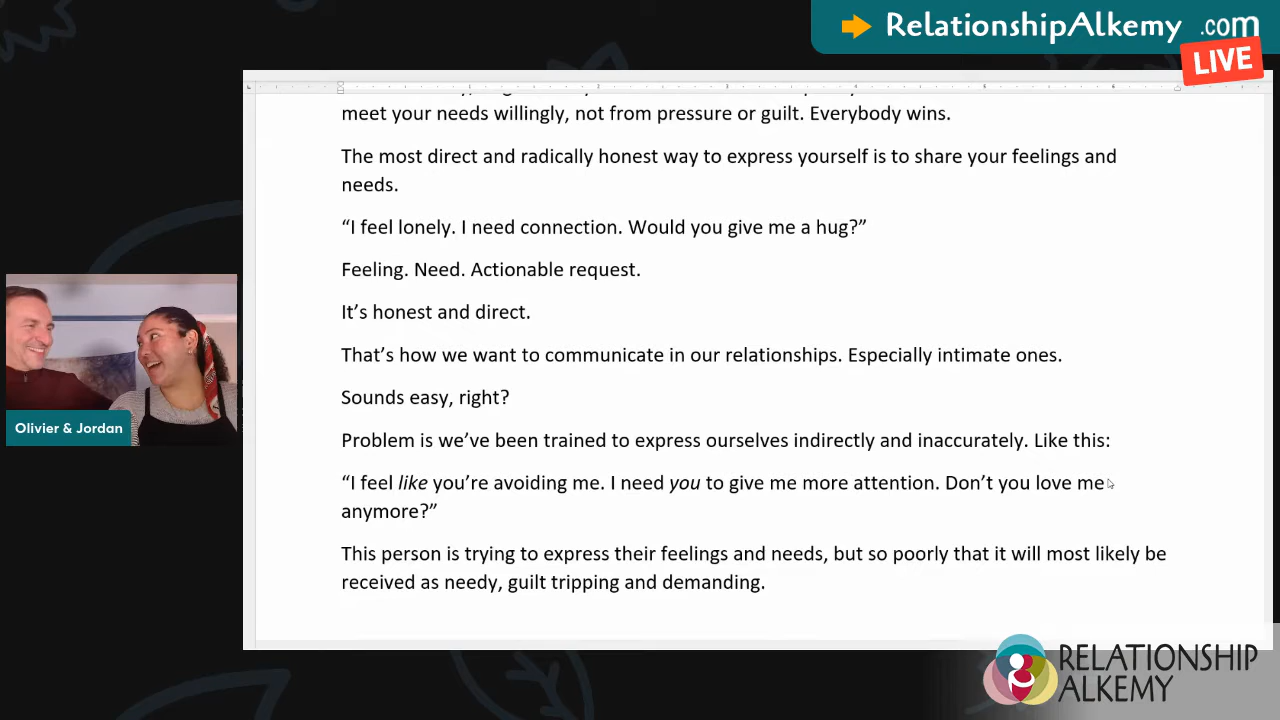 RelationshipAlkemy .com
LIVE
meet your needs willingly, not from pressure or guilt. Everybody wins.
The most direct and radically honest way to express yourself is to share your feelings and
needs.
“I feel lonely. I need connection. Would you give me a hug?”
Feeling. Need. Actionable request.
It’s honest and direct.
That’s how we want to communicate in our relationships. Especially intimate ones.
Sounds easy, right?
Problem is we’ve been trained to express ourselves indirectly and inaccurately. Like this:
“I feel like you’re avoiding me. I need you to give me more attention. Don’t you love me
anymore?”
This person is trying to express their feelings and needs, but so poorly that it will most likely be
received as needy, guilt tripping and demanding.
Olivier & Jordan
RELATIONSHIP
ALKEMY